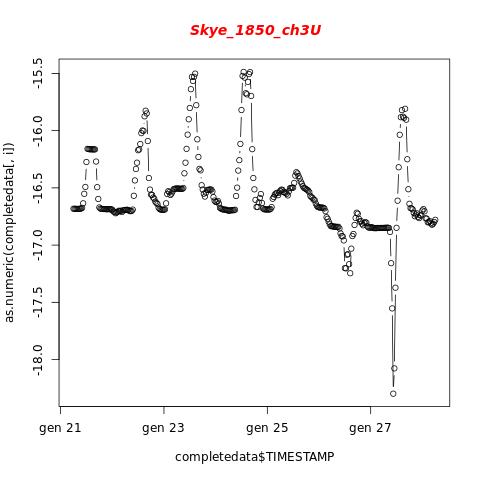 Skye_1850_ch3U
as.numeric(completedata[, i])
-15.5
-16.0
-16.5
-17.0
-17.5
-18.0
gen 21 gen 23 gen 25 gen 27
completedata$TIMESTAMP